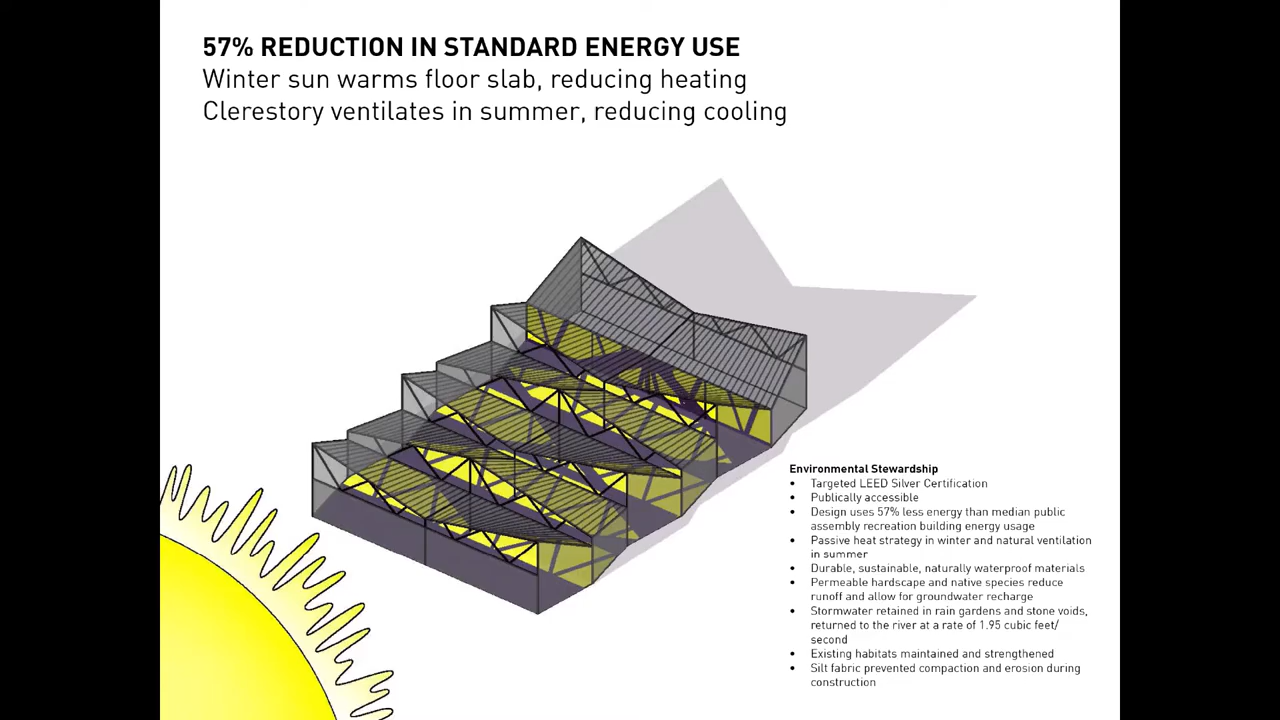 57% REDUCTION IN STANDARD ENERGY USE
Winter sun warms floor slab, reducing heating
Clerestory ventilates in summer, reducing cooling
Environmental Stewardship
• Targeted LEED Silver Certification
• Publically accessible
• Design uses 57% less energy than median public
assembly recreation building energy usage
• Passive heat strategy in winter and natural ventilation
in summer
• Durable, sustainable, naturally waterproof materials
• Permeable hardscape and native species reduce
runoff and allow for groundwater recharge
• Stormwater retained in rain gardens and stone voids,
returned to the river at a rate of 1.95 cubic feet/
second
• Existing habitats maintained and strengthened
• Silt fabric prevented compaction and erosion during
construction